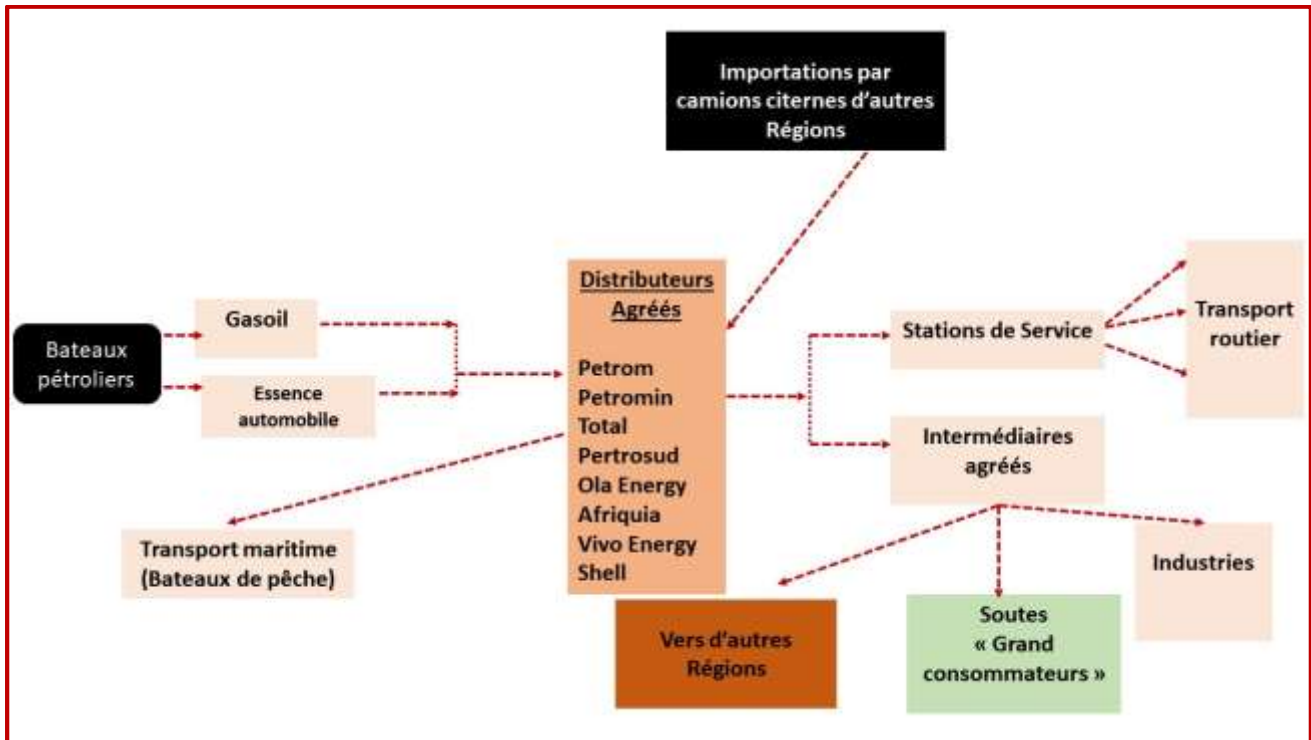 Importations par
camions citernes d'autres
Régions
Bateaux
pétroliers
Gasoil
Essence
automobile
Distributeurs
Agréés
Petrom
Petromin
Total
Pertrosud
Ola Energy
Afriquia
Vivo Energy
Shell
Stations de Service
Transport
routier
Intermédiaires
agréés
Transport maritime
(Bateaux de pêche)
Industries
Vers d'autres
Régions
Soutes
« Grand
consommateurs »